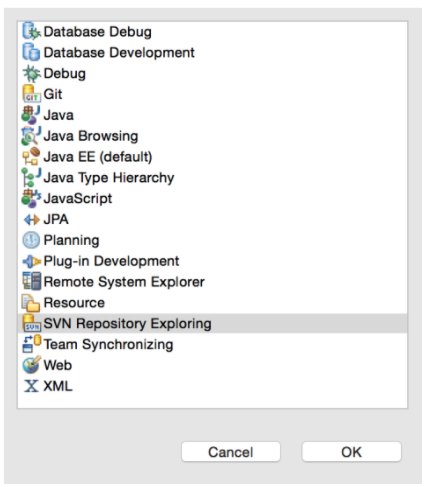 Database Debug
Database Development
Debug
Git
Java
Java Browsing
Java EE (default)
Java Type Hierarchy
JavaScript
JPA
Planning
Plug-in Development
Remote System Explorer
Resource
SVN Repository Exploring
Team Synchronizing
Web
XML
Cancel OK